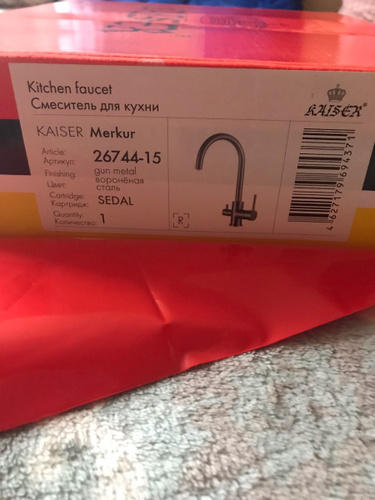 Kitchen faucet
Смеситель для кухни
KAISER
KAISER Merkur
Article:
Артикул: 26744-15
Finishing: gun metal
Цвет: воронёная
сталь
Cartridge:
Картридж: SEDAL
Quantity:
Количество: 1
R
4627179694371